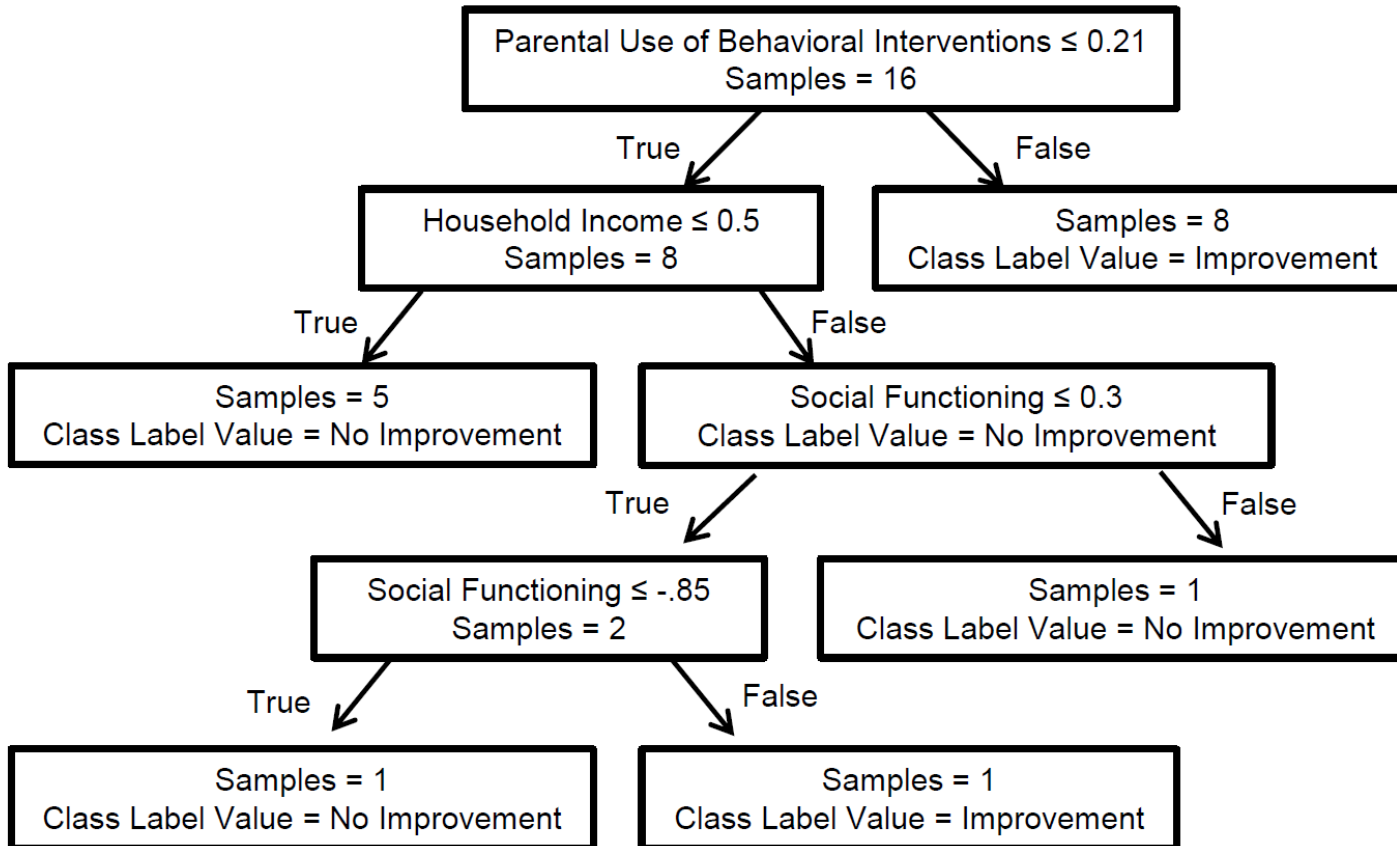 Parental Use of Behavioral Interventions ≤ 0.21
Samples = 16
True
False
Household Income ≤ 0.5
Samples = 8
Samples = 8
Class Label Value = Improvement
True
False
Samples = 5
Class Label Value = No Improvement
Social Functioning ≤ 0.3
Class Label Value = No Improvement
True
False
Social Functioning ≤ -.85
Samples = 2
Samples = 1
Class Label Value = No Improvement
True
False
Samples = 1
Class Label Value = No Improvement
Samples = 1
Class Label Value = Improvement